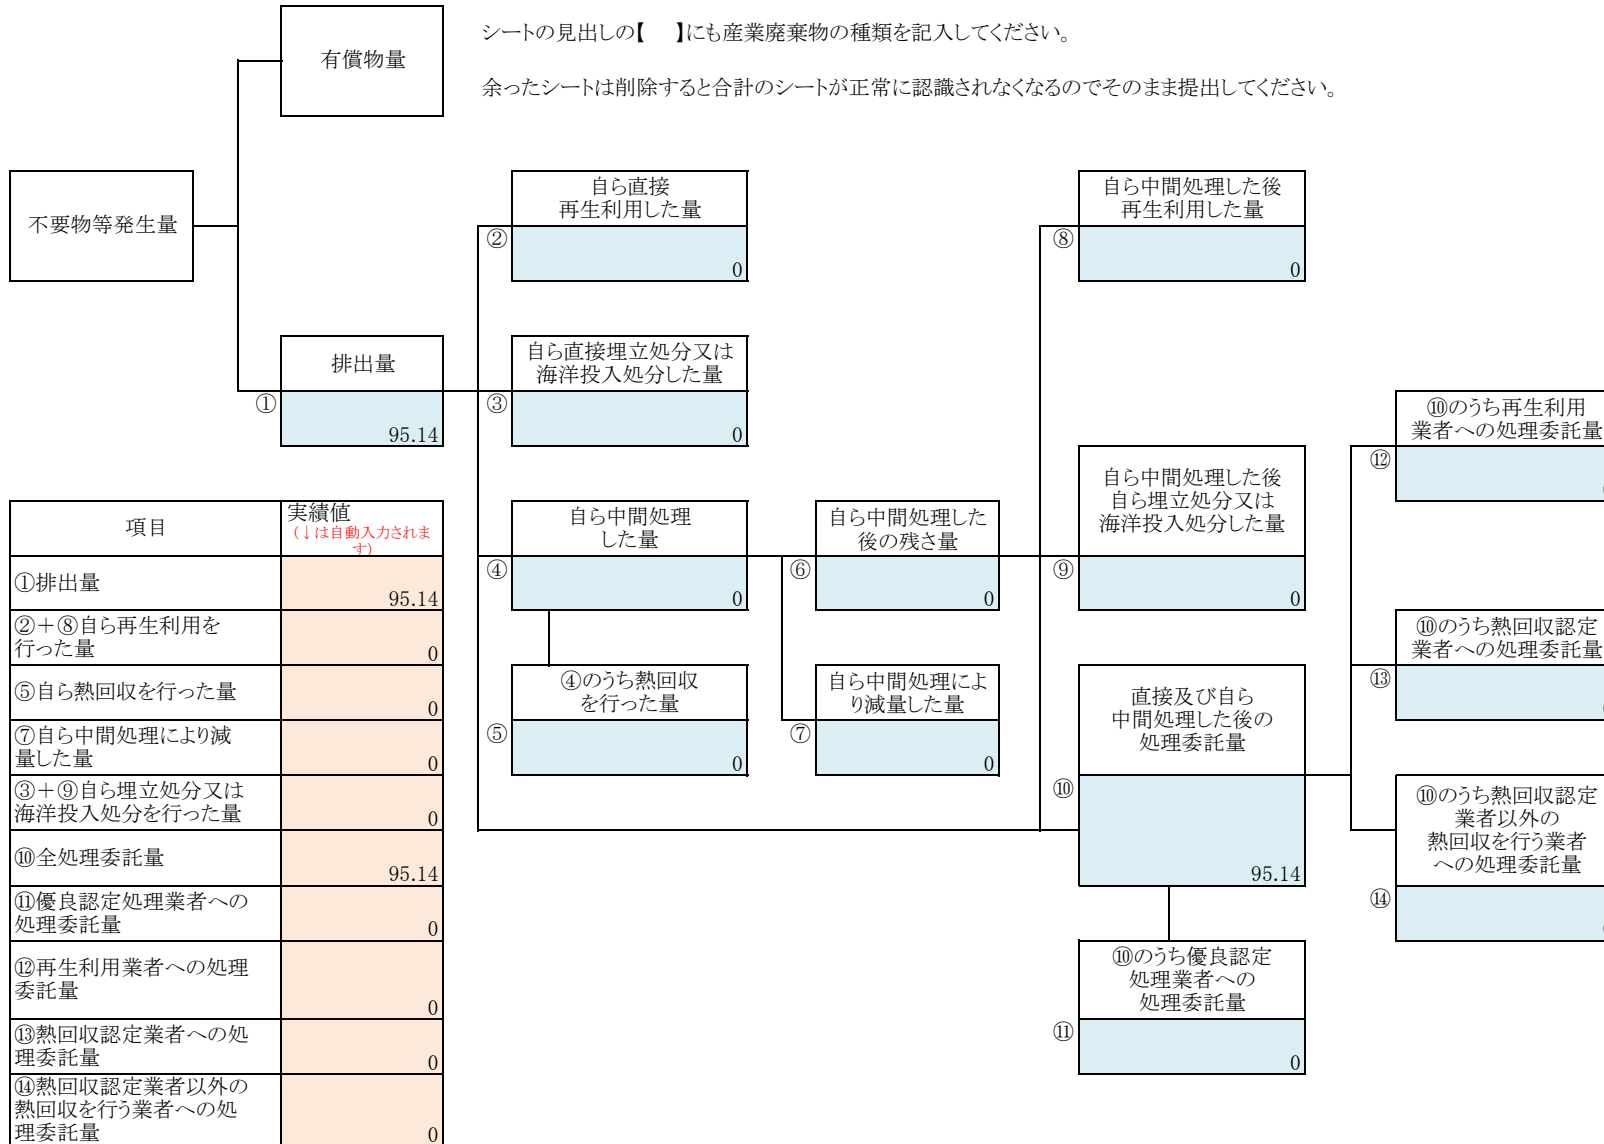 有償物量
シートの見出しの【　】にも産業廃棄物の種類を記入してください。
余ったシートは削除すると合計のシートが正常に認識されなくなるのでそのまま提出してください。
不要物等発生量
自ら直接
再生利用した量
②
0
自ら中間処理した後
再生利用した量
⑧
0
排出量
①
95.14
自ら直接埋立処分又は
海洋投入処分した量
③
0
⑩のうち再生利用
業者への処理委託量
⑫
自ら中間処理
した量
④
0
自ら中間処理した
後の残さ量
⑥
0
自ら中間処理した後
自ら埋立処分又は
海洋投入処分した量
⑨
0
⑩のうち熱回収認定
業者への処理委託量
⑬
④のうち熱回収
を行った量
⑤
0
自ら中間処理によ
り減量した量
⑦
0
直接及び自ら
中間処理した後の
処理委託量
⑩
95.14
⑩のうち熱回収認定
業者以外の
熱回収を行う業者
への処理委託量
⑭
⑩のうち優良認定
処理業者への
処理委託量
⑪
0
項目
実績値
(↓は自動入力されま
す)
①排出量
95.14
②+⑧自ら再生利用を
行った量
0
⑤自ら熱回収を行った量
0
⑦自ら中間処理により減
量した量
0
③+⑨自ら埋立処分又は
海洋投入処分を行った量
0
⑩全処理委託量
95.14
⑪優良認定処理業者への
処理委託量
0
⑫再生利用業者への処理
委託量
0
⑬熱回収認定業者への処
理委託量
0
⑭熱回収認定業者以外の
熱回収を行う業者への処
理委託量
0